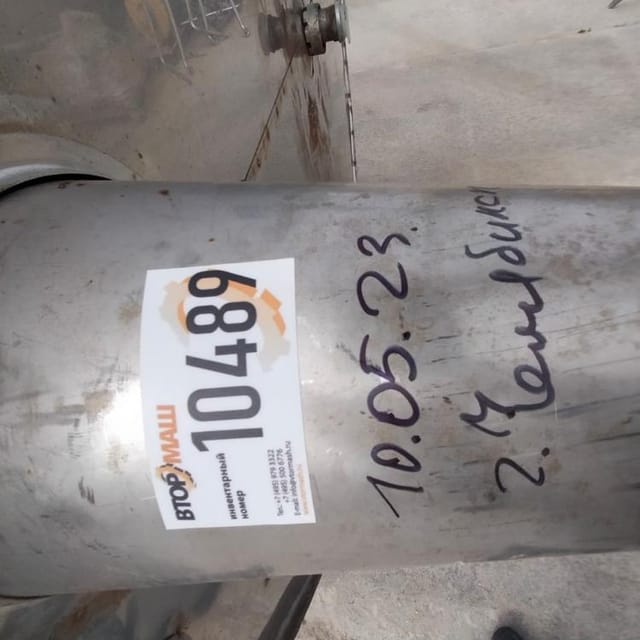 ВТОРМАШ
инвентарный
номер
10489
10.05.23.
г. Челябинск